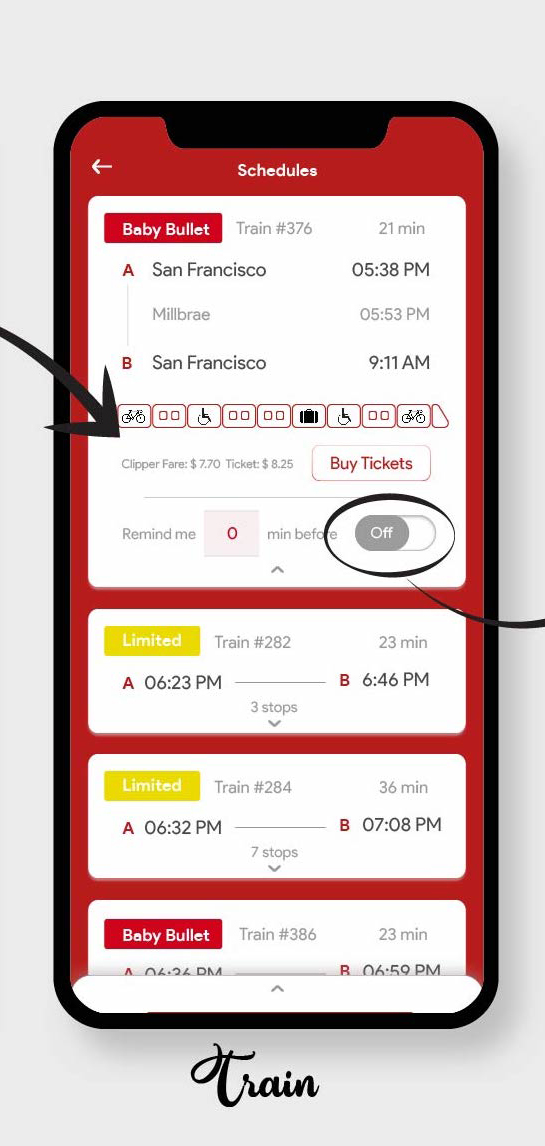 Schedules
Baby Bullet Train #376 21 min
A San Francisco 05:38 PM
Millbrae 05:53 PM
B San Francisco 9:11 AM
Clipper Fare: $ 7.70 Ticket: $ 8.25 Buy Tickets
Remind me 0 min before Off
Limited Train #282 23 min
A 06:23 PM B 6:46 PM
3 stops
Limited Train #284 36 min
A 06:32 PM B 07:08 PM
7 stops
Baby Bullet Train #386 23 min
A 06:36 PM B 06:59 PM
Train